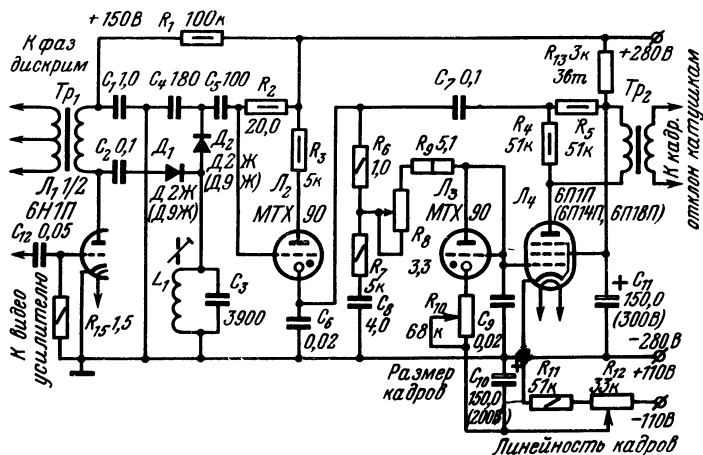 +150В
R₁ 100к
К фаз
дискрим
Тр₁
C₁ 1,0
C₄ 180
C₅ 100
R₂
20,0
C₂ 0,1
Д₁
Д2Ж
(Д9Ж)
Д₂
Д2Ж
(Д9Ж)
R₃
5к
Л₂
МТХ 90
Л₁ 1/2
6Н1П
C₁₂ 0,05
К видео
усилителю
R₁₅ 1,5
L₁
C₃
3900
C₆
0,02
C₇ 0,1
R₆
1,0
R₇
5к
C₈
4,0
R₉ 5,1
R₈
3,3
Л₃
МТХ 90
R₁₀
68к
Размер
кадров
C₉
0,02
C₁₀
150,0
(200В)
R₄
51к
R₅
51к
R₁₃ 3к
3вт
+280В
Тр₂
К кадр.
отклон катушкам
Л₄
6П1П
(6П14П, 6П18П)
+
C₁₁
150,0
(300В)
−280В
+110В
+
R₁₁
51к
R₁₂
33к
−110В
Линейность кадров